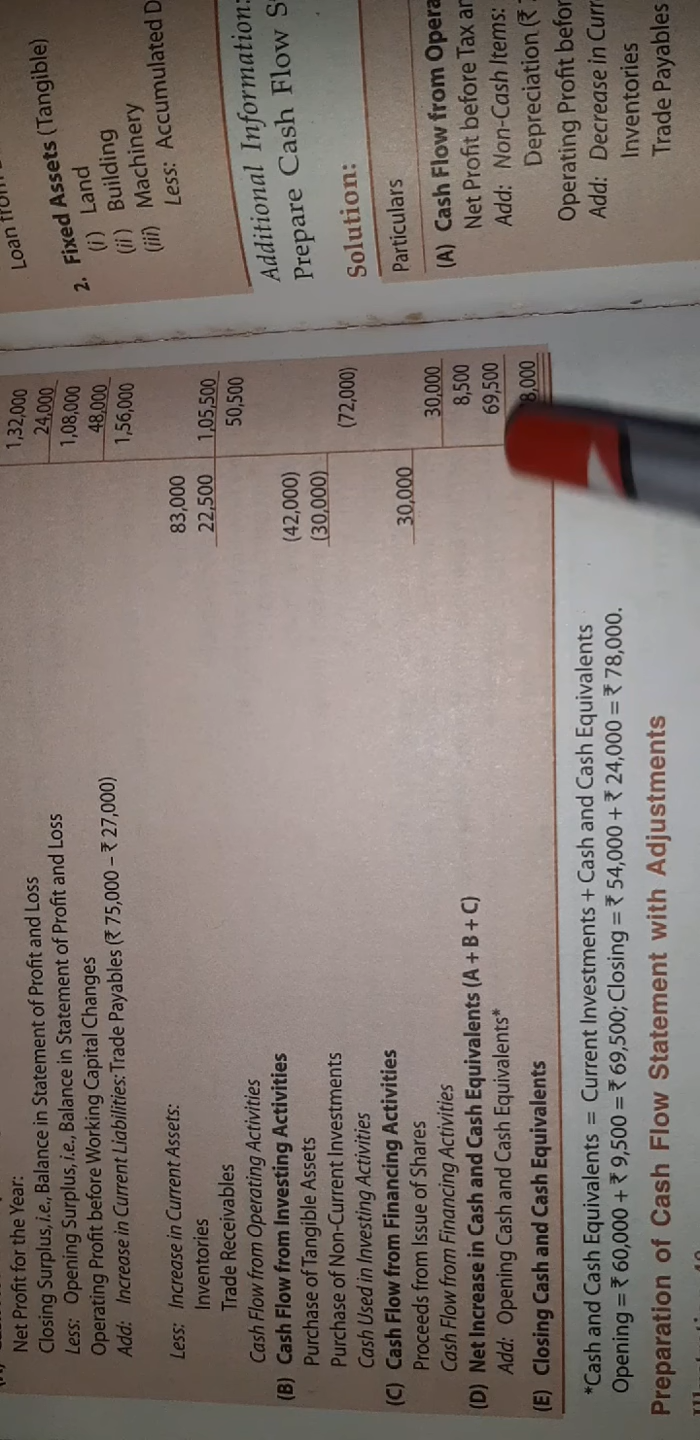 Net Profit for the Year:
Closing Surplus, i.e., Balance in Statement of Profit and Loss 1,32,000
Less: Opening Surplus, i.e., Balance in Statement of Profit and Loss 24,000
Operating Profit before Working Capital Changes 1,08,000
Add: Increase in Current Liabilities: Trade Payables (₹ 75,000 – ₹ 27,000) 48,000
1,56,000
Less: Increase in Current Assets:
Inventories 83,000
Trade Receivables 22,500 1,05,500
Cash Flow from Operating Activities 50,500
(B) Cash Flow from Investing Activities
Purchase of Tangible Assets (42,000)
Purchase of Non-Current Investments (30,000)
Cash Used in Investing Activities (72,000)
(C) Cash Flow from Financing Activities
Proceeds from Issue of Shares 30,000
Cash Flow from Financing Activities 30,000
(D) Net Increase in Cash and Cash Equivalents (A + B + C) 8,500
Add: Opening Cash and Cash Equivalents* 69,500
(E) Closing Cash and Cash Equivalents 8,000
*Cash and Cash Equivalents = Current Investments + Cash and Cash Equivalents
Opening = ₹ 60,000 + ₹ 9,500 = ₹ 69,500; Closing = ₹ 54,000 + ₹ 24,000 = ₹ 78,000.
Preparation of Cash Flow Statement with Adjustments
Loan
2. Fixed Assets (Tangible)
(i) Land
(ii) Building
(iii) Machinery
Less: Accumulated D
Additional Information:
Prepare Cash Flow S
Solution:
Particulars
(A) Cash Flow from Opera
Net Profit before Tax an
Add: Non-Cash Items:
Depreciation (₹
Operating Profit befor
Add: Decrease in Curr
Inventories
Trade Payables